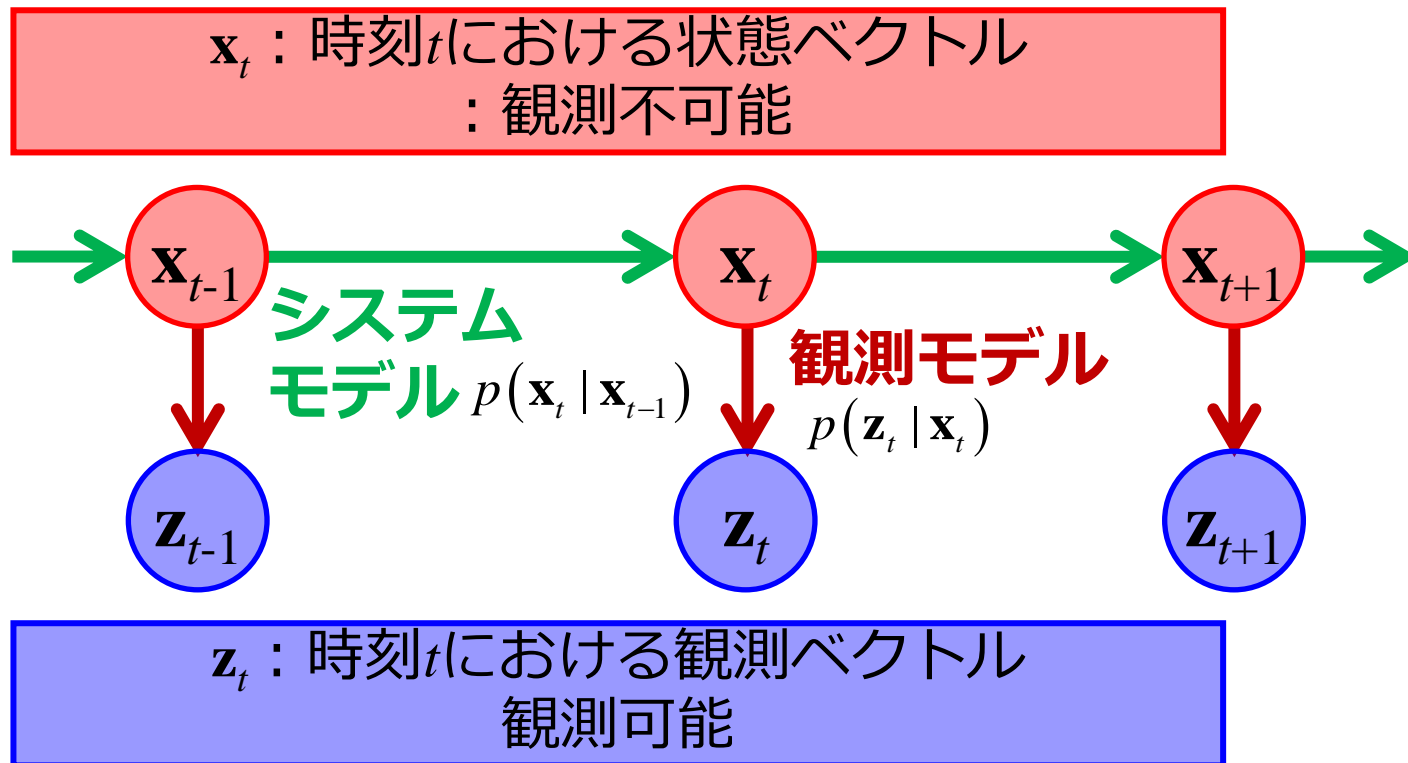 𝐱ₜ：時刻tにおける状態ベクトル
：観測不可能
𝐱ₜ₋₁
𝐱ₜ
𝐱ₜ₊₁
システム
モデル p(𝐱ₜ | 𝐱ₜ₋₁)
観測モデル
p(𝐳ₜ | 𝐱ₜ)
𝐳ₜ₋₁
𝐳ₜ
𝐳ₜ₊₁
𝐳ₜ：時刻tにおける観測ベクトル
観測可能